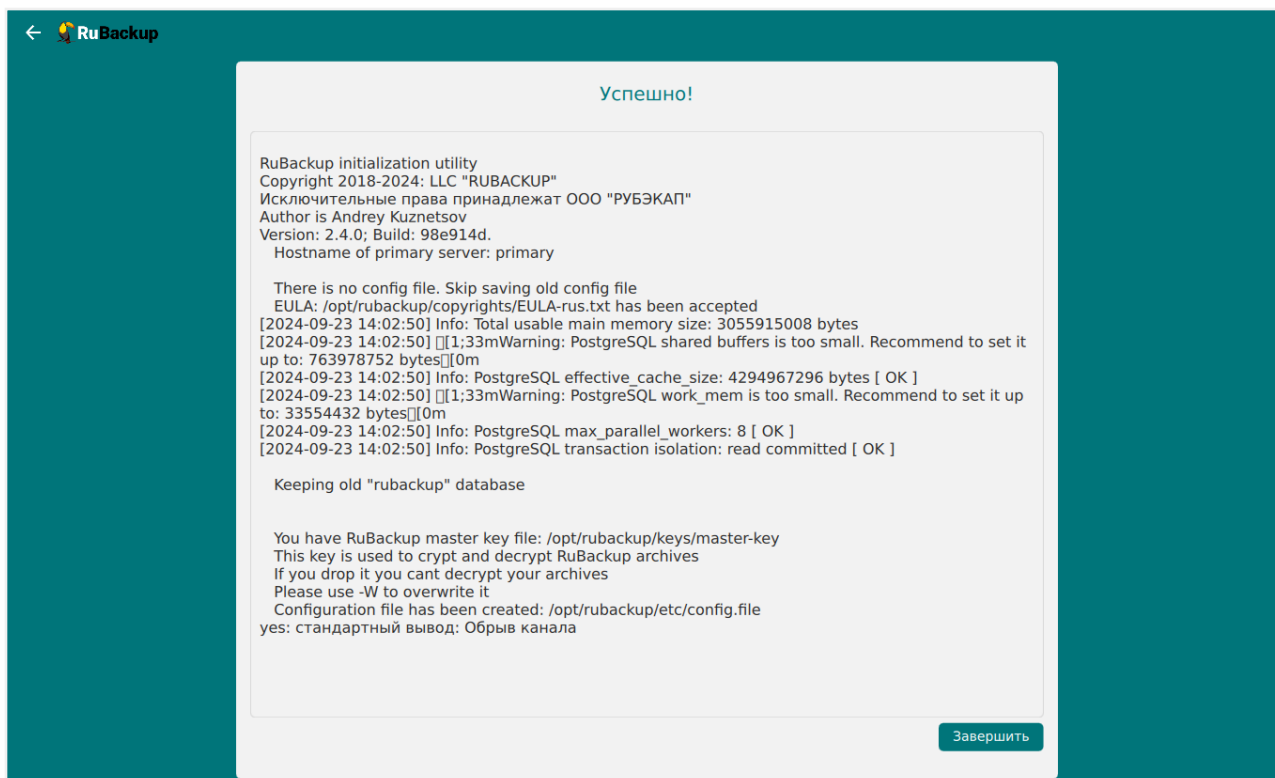 RuBackup
Успешно!
RuBackup initialization utility
Copyright 2018-2024: LLC "RUBACKUP"
Исключительные права принадлежат ООО "РУБЭКАП"
Author is Andrey Kuznetsov
Version: 2.4.0; Build: 98e914d.
Hostname of primary server: primary
There is no config file. Skip saving old config file
EULA: /opt/rubackup/copyrights/EULA-rus.txt has been accepted
[2024-09-23 14:02:50] Info: Total usable main memory size: 3055915008 bytes
[2024-09-23 14:02:50] ▯[1;33mWarning: PostgreSQL shared buffers is too small. Recommend to set it
up to: 763978752 bytes▯[0m
[2024-09-23 14:02:50] Info: PostgreSQL effective_cache_size: 4294967296 bytes [ OK ]
[2024-09-23 14:02:50] ▯[1;33mWarning: PostgreSQL work_mem is too small. Recommend to set it up
to: 33554432 bytes▯[0m
[2024-09-23 14:02:50] Info: PostgreSQL max_parallel_workers: 8 [ OK ]
[2024-09-23 14:02:50] Info: PostgreSQL transaction isolation: read committed [ OK ]
Keeping old "rubackup" database
You have RuBackup master key file: /opt/rubackup/keys/master-key
This key is used to crypt and decrypt RuBackup archives
If you drop it you cant decrypt your archives
Please use -W to overwrite it
Configuration file has been created: /opt/rubackup/etc/config.file
yes: стандартный вывод: Обрыв канала
Завершить